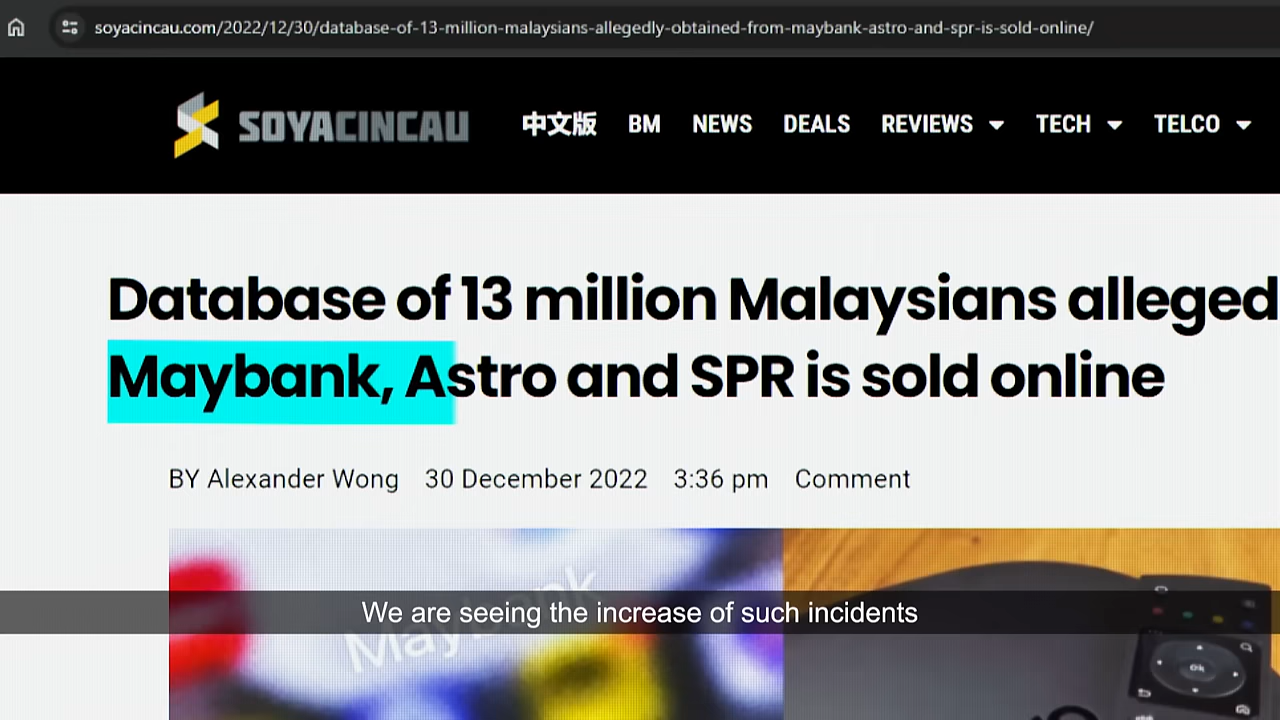 soyacincau.com/2022/12/30/database-of-13-million-malaysians-allegedly-obtained-from-maybank-astro-and-spr-is-sold-online/
SOYACINCAU 中文版 BM NEWS DEALS REVIEWS TECH TELCO
Database of 13 million Malaysians alleged
Maybank, Astro and SPR is sold online
BY Alexander Wong 30 December 2022 3:36 pm Comment
Maybank
We are seeing the increase of such incidents
OK